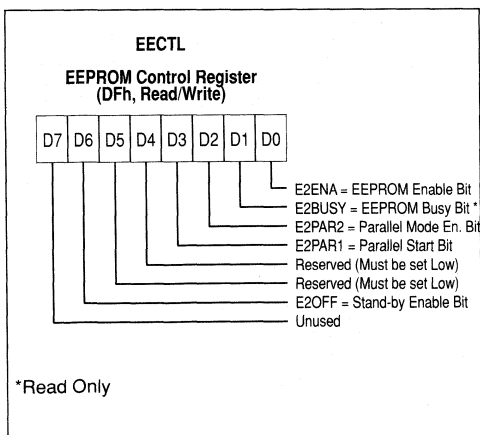 EECTL
EEPROM Control Register
(DFh, Read/Write)
D7 D6 D5 D4 D3 D2 D1 D0
E2ENA = EEPROM Enable Bit
E2BUSY = EEPROM Busy Bit *
E2PAR2 = Parallel Mode En. Bit
E2PAR1 = Parallel Start Bit
Reserved (Must be set Low)
Reserved (Must be set Low)
E2OFF = Stand-by Enable Bit
Unused
*Read Only